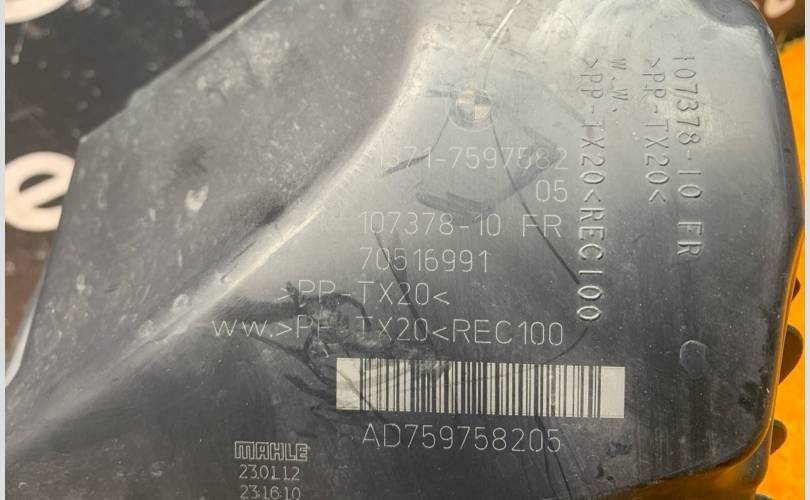 1371-7597582
05
107378-10 FR
70516991
>PP-TX20<
w.w.>PP-TX20<REC100
AD759758205
MAHLE
23.01.12
23:16:10
107378-10 FR
>PP-TX20<
w.w.
>PP-TX20<REC100
e